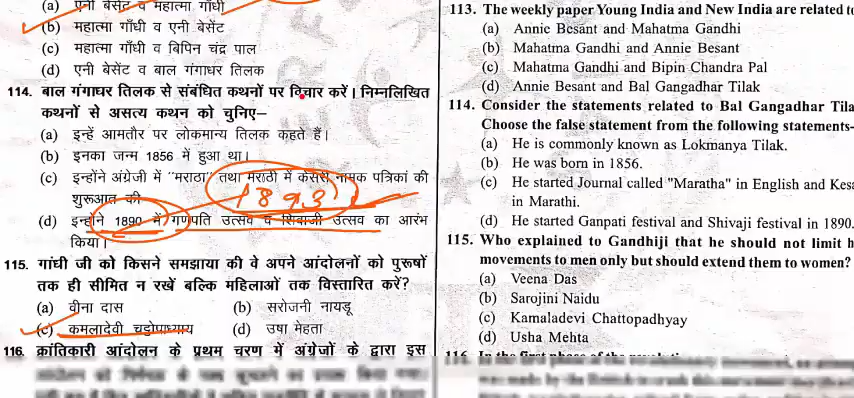 (a) एनी बेसेंट व महात्मा गाँधी
(b) महात्मा गाँधी व एनी बेसेंट
(c) महात्मा गाँधी व बिपिन चंद्र पाल
(d) एनी बेसेंट व बाल गंगाधर तिलक
114. बाल गंगाधर तिलक से संबंधित कथनों पर विचार करें। निम्नलिखित
कथनों से असत्य कथन को चुनिए–
(a) इन्हें आमतौर पर लोकमान्य तिलक कहते हैं।
(b) इनका जन्म 1856 में हुआ था।
(c) इन्होंने अंग्रेजी में "मराठा" तथा मराठी में केसरी नामक पत्रिकां की
शुरूआत की
1893
(d) इन्होंने 1890 में गणपति उत्सव व शिवाजी उत्सव का आरंभ
किया।
115. गांधी जी को किसने समझाया की वे अपने आंदोलनों को पुरूषों
तक ही सीमित न रखें बल्कि महिलाओं तक विस्तारित करें?
(a) वीना दास (b) सरोजनी नायडू
(c) कमलादेवी चट्टोपाध्याय (d) उषा मेहता
116. क्रांतिकारी आंदोलन के प्रथम चरण में अंग्रेजों के द्वारा इस
113. The weekly paper Young India and New India are related to
(a) Annie Besant and Mahatma Gandhi
(b) Mahatma Gandhi and Annie Besant
(c) Mahatma Gandhi and Bipin Chandra Pal
(d) Annie Besant and Bal Gangadhar Tilak
114. Consider the statements related to Bal Gangadhar Tila
Choose the false statement from the following statements-
(a) He is commonly known as Lokmanya Tilak.
(b) He was born in 1856.
(c) He started Journal called "Maratha" in English and Kesa
in Marathi.
(d) He started Ganpati festival and Shivaji festival in 1890.
115. Who explained to Gandhiji that he should not limit h
movements to men only but should extend them to women?
(a) Veena Das
(b) Sarojini Naidu
(c) Kamaladevi Chattopadhyay
(d) Usha Mehta
116. In the first phase of the